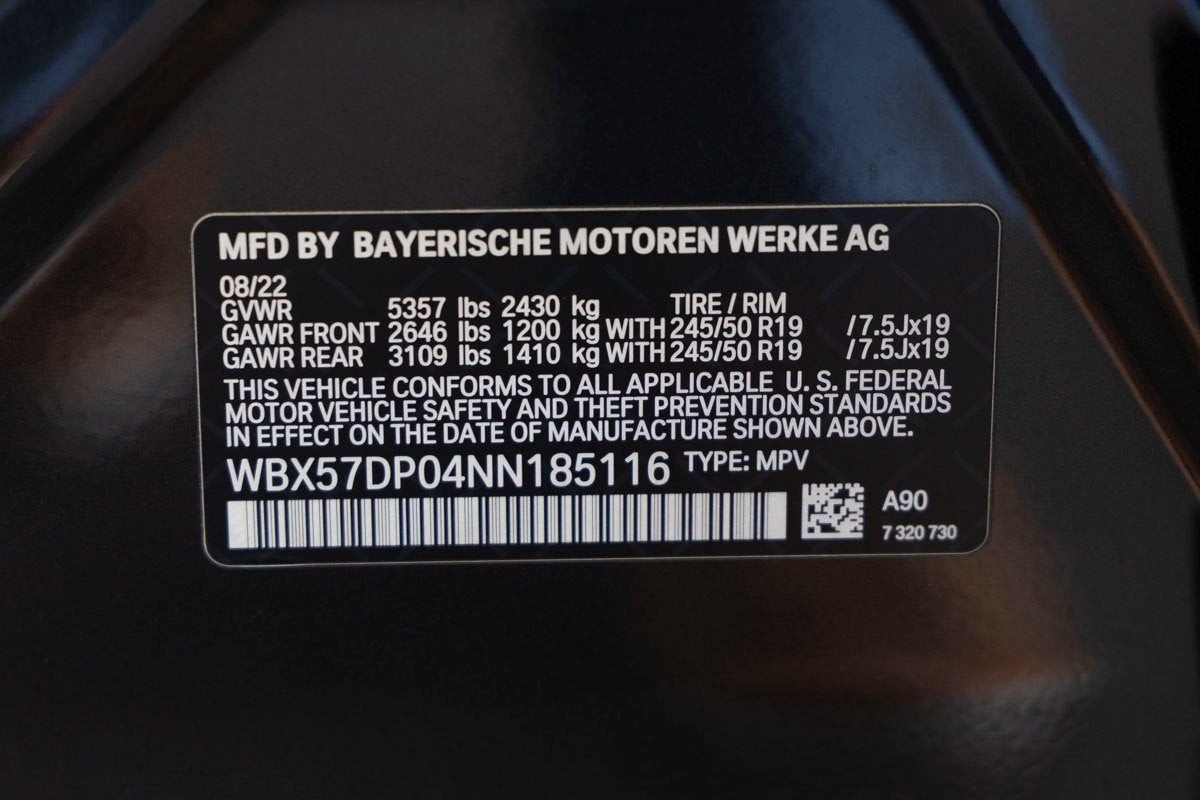 MFD BY BAYERISCHE MOTOREN WERKE AG
08/22
GVWR 5357 lbs 2430 kg TIRE / RIM
GAWR FRONT 2646 lbs 1200 kg WITH 245/50 R19 /7.5Jx19
GAWR REAR 3109 lbs 1410 kg WITH 245/50 R19 /7.5Jx19
THIS VEHICLE CONFORMS TO ALL APPLICABLE U. S. FEDERAL
MOTOR VEHICLE SAFETY AND THEFT PREVENTION STANDARDS
IN EFFECT ON THE DATE OF MANUFACTURE SHOWN ABOVE.
WBX57DP04NN185116 TYPE: MPV
A90
7 320 730